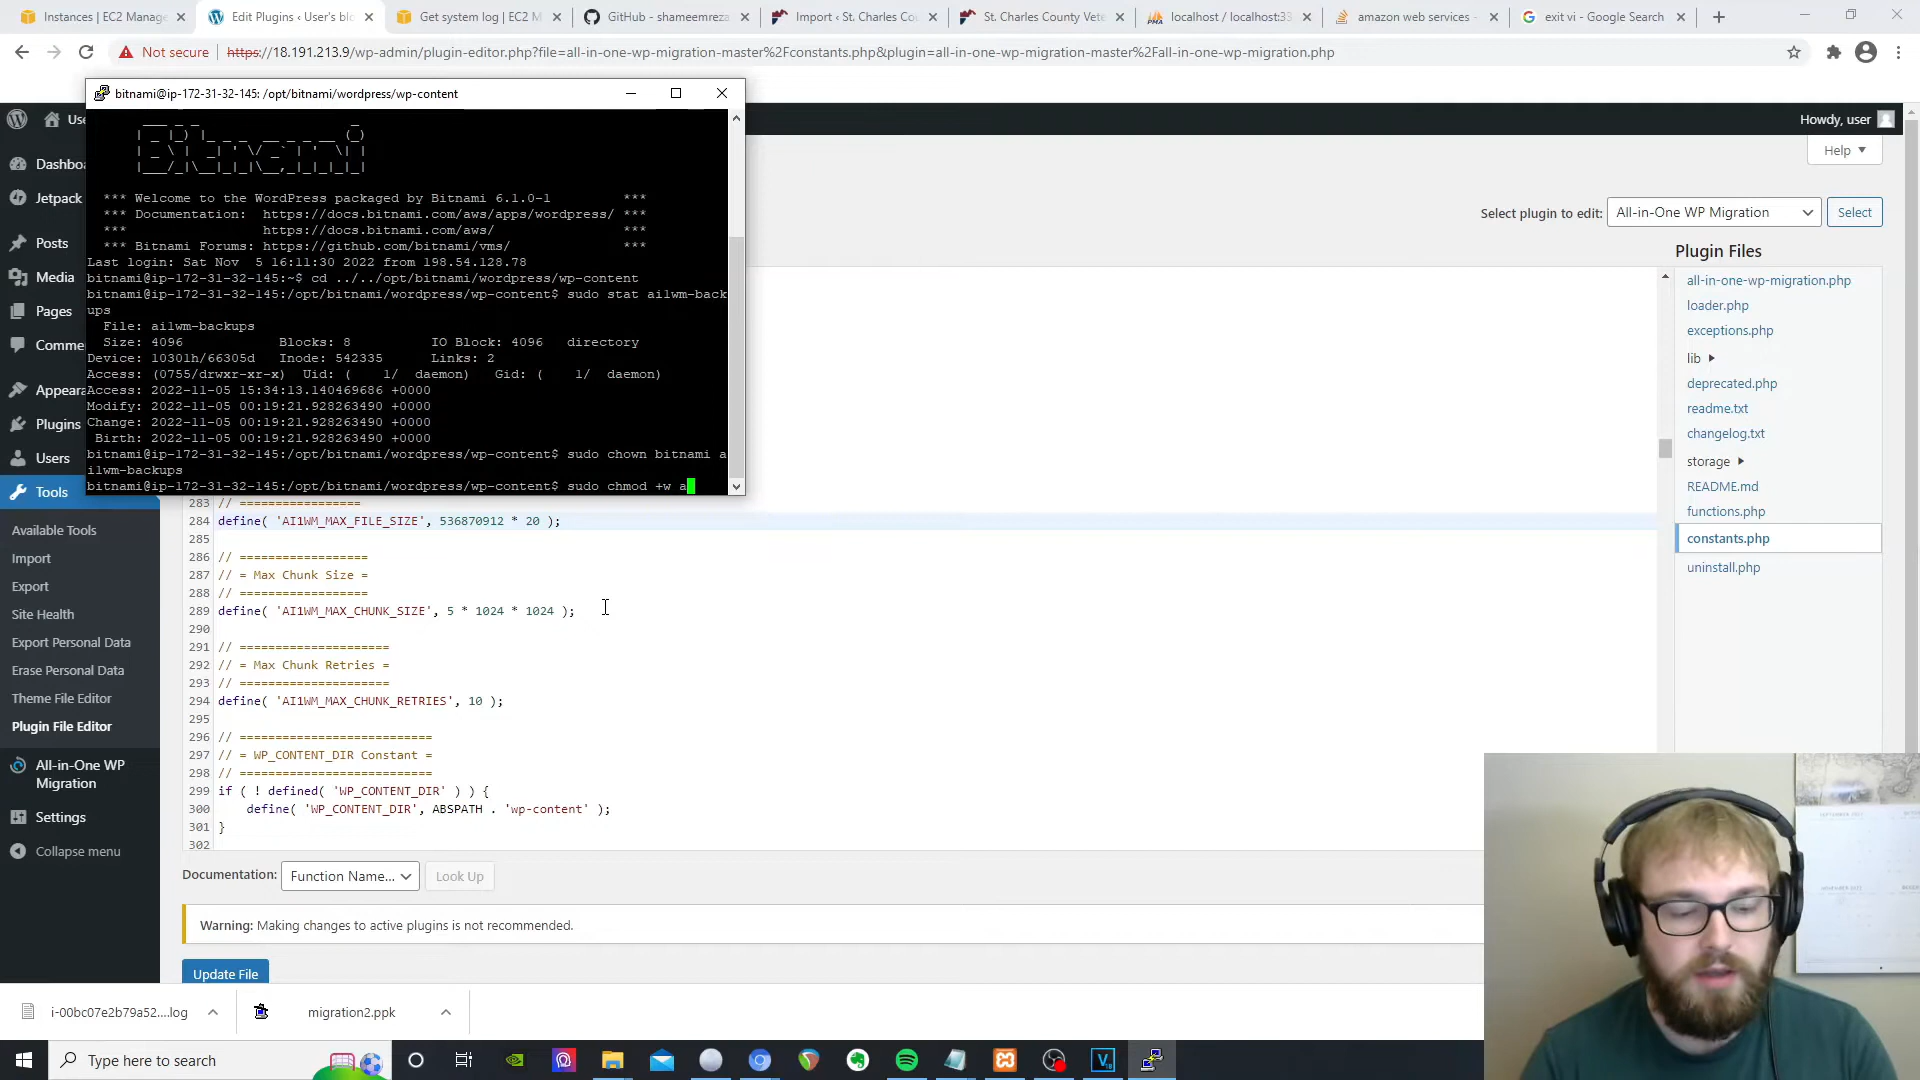 Instances | EC2 Manage
Edit Plugins ‹ User's blo
Get system log | EC2 M
GitHub - shameemreza
Import ‹ St. Charles Cou
St. Charles County Vete
localhost / localhost:33
amazon web services -
exit vi - Google Search
Not secure
https://18.191.213.9/wp-admin/plugin-editor.php?file=all-in-one-wp-migration-master%2Fconstants.php&plugin=all-in-one-wp-migration-master%2Fall-in-one-wp-migration.php
bitnami@ip-172-31-32-145: /opt/bitnami/wordpress/wp-content
*** Welcome to the WordPress packaged by Bitnami 6.1.0-1 ***
*** Documentation: https://docs.bitnami.com/aws/apps/wordpress/ ***
*** https://docs.bitnami.com/aws/ ***
*** Bitnami Forums: https://github.com/bitnami/vms/ ***
Last login: Sat Nov 5 16:11:30 2022 from 198.54.128.78
bitnami@ip-172-31-32-145:~$ cd ../../opt/bitnami/wordpress/wp-content
bitnami@ip-172-31-32-145:/opt/bitnami/wordpress/wp-content$ sudo stat ai1wm-back
ups
File: ai1wm-backups
Size: 4096 Blocks: 8 IO Block: 4096 directory
Device: 10301h/66305d Inode: 542335 Links: 2
Access: (0755/drwxr-xr-x) Uid: ( 1/ daemon) Gid: ( 1/ daemon)
Access: 2022-11-05 15:34:13.140469686 +0000
Modify: 2022-11-05 00:19:21.928263490 +0000
Change: 2022-11-05 00:19:21.928263490 +0000
Birth: 2022-11-05 00:19:21.928263490 +0000
bitnami@ip-172-31-32-145:/opt/bitnami/wordpress/wp-content$ sudo chown bitnami a
i1wm-backups
bitnami@ip-172-31-32-145:/opt/bitnami/wordpress/wp-content$ sudo chmod +w a
Use
Howdy, user
Help
Dashboa
Jetpack
Posts
Media
Pages
Comme
Appeara
Plugins
Users
Tools
Available Tools
Import
Export
Site Health
Export Personal Data
Erase Personal Data
Theme File Editor
Plugin File Editor
All-in-One WP
Migration
Settings
Collapse menu
Select plugin to edit: All-in-One WP Migration Select
Plugin Files
all-in-one-wp-migration.php
loader.php
exceptions.php
lib
deprecated.php
readme.txt
changelog.txt
storage
README.md
functions.php
constants.php
uninstall.php
283 // =================
284 define( 'AI1WM_MAX_FILE_SIZE', 536870912 * 20 );
285
286 // ==================
287 // = Max Chunk Size =
288 // ==================
289 define( 'AI1WM_MAX_CHUNK_SIZE', 5 * 1024 * 1024 );
290
291 // =====================
292 // = Max Chunk Retries =
293 // =====================
294 define( 'AI1WM_MAX_CHUNK_RETRIES', 10 );
295
296 // ===========================
297 // = WP_CONTENT_DIR Constant =
298 // ===========================
299 if ( ! defined( 'WP_CONTENT_DIR' ) ) {
300 define( 'WP_CONTENT_DIR', ABSPATH . 'wp-content' );
301 }
302
Documentation: Function Name... Look Up
Warning: Making changes to active plugins is not recommended.
Update File
i-00bc07e2b79a52....log
migration2.ppk
Type here to search